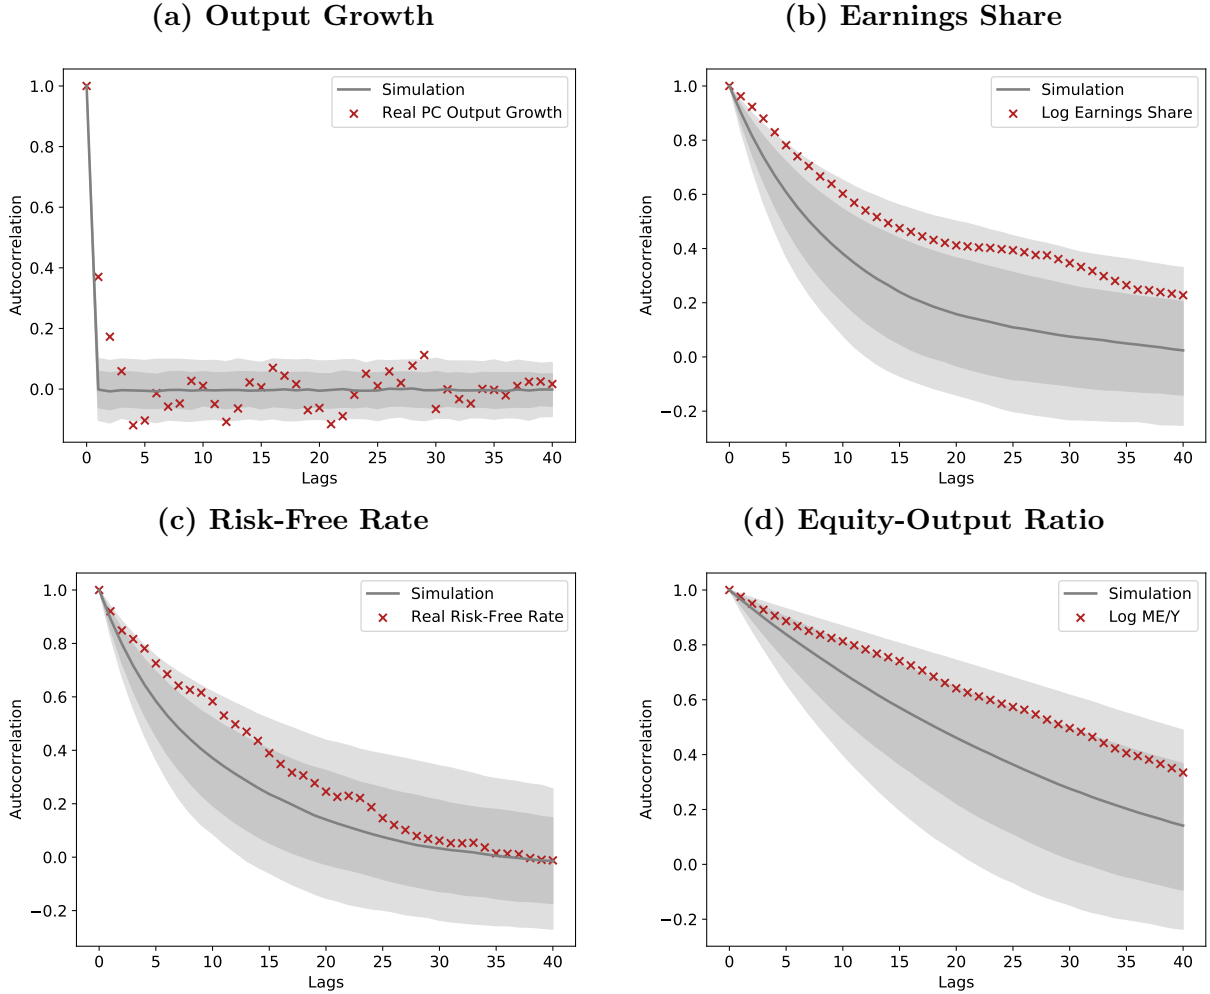 (a) Output Growth
1.0
0.8
0.6
0.4
0.2
0.0
Autocorrelation
Simulation
Real PC Output Growth
0 5 10 15 20 25 30 35 40
Lags
(b) Earnings Share
1.0
0.8
0.6
0.4
0.2
0.0
−0.2
Autocorrelation
Simulation
Log Earnings Share
0 5 10 15 20 25 30 35 40
Lags
(c) Risk-Free Rate
1.0
0.8
0.6
0.4
0.2
0.0
−0.2
Autocorrelation
Simulation
Real Risk-Free Rate
0 5 10 15 20 25 30 35 40
Lags
(d) Equity-Output Ratio
1.0
0.8
0.6
0.4
0.2
0.0
−0.2
Autocorrelation
Simulation
Log ME/Y
0 5 10 15 20 25 30 35 40
Lags